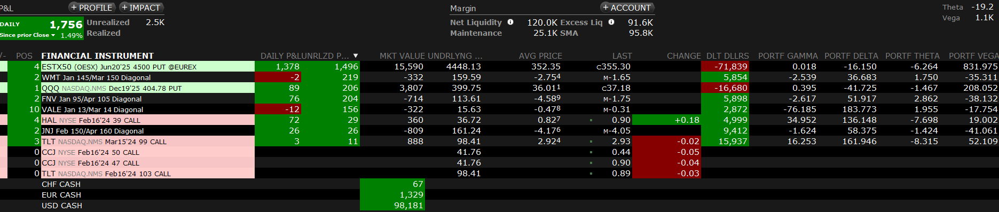 P&L + PROFILE + IMPACT Margin + ACCOUNT Theta -19.2
DAILY 1,756 Unrealized 2.5K Net Liquidity 120.0K Excess Liq 91.6K Vega 1.1K
Since prior Close 1.49% Realized Maintenance 25.1K SMA 95.8K
/- POS FINANCIAL INSTRUMENT DAILY P&L UNRLZD P... MKT VALUE UNDRLYNG ... AVG PRICE LAST CHANGE DLT DLLRS PORTF GAMMA PORTF DELTA PORTF THETA PORTF VEGA
4 ESTX50 (OESX) Jun20'25 4500 PUT @EUREX 1,378 1,496 15,590 4448.13 352.35 C355.30 -71,839 0.018 -16.150 -6.264 831.975
2 WMT Jan 145/Mar 150 Diagonal -2 219 -332 159.59 -2.754 M-1.65 5,854 -2.539 36.683 1.750 -35.311
1 QQQ NASDAQ.NMS Dec19'25 404.78 PUT 89 206 3,807 399.75 36.011 C37.18 -16,680 0.395 -41.725 -1.467 208.052
2 FNV Jan 95/Apr 105 Diagonal 76 204 -714 113.61 -4.589 M-1.75 5,898 -2.617 51.917 2.862 -38.132
10 VALE Jan 13/Mar 14 Diagonal -12 156 -322 15.63 -0.478 M-0.31 2,872 -76.185 183.773 1.955 -17.754
4 HAL NYSE Feb16'24 39 CALL 72 29 360 36.72 0.827 0.90 +0.18 4,999 34.952 136.148 -7.698 19.002
2 JNJ Feb 150/Apr 160 Diagonal 26 26 -809 161.24 -4.176 M-4.05 9,412 -1.624 58.375 -1.424 -41.061
3 TLT NASDAQ.NMS Mar15'24 99 CALL 3 11 888 98.41 2.924 2.93 -0.02 15,937 16.253 161.946 -8.315 52.109
0 CCJ NYSE Feb16'24 50 CALL 41.76 0.44 -0.05
0 CCJ NYSE Feb16'24 47 CALL 41.76 0.90 -0.04
0 TLT NASDAQ.NMS Feb16'24 103 CALL 98.41 0.89 -0.03
CHF CASH 67
EUR CASH 1,329
USD CASH 98,181